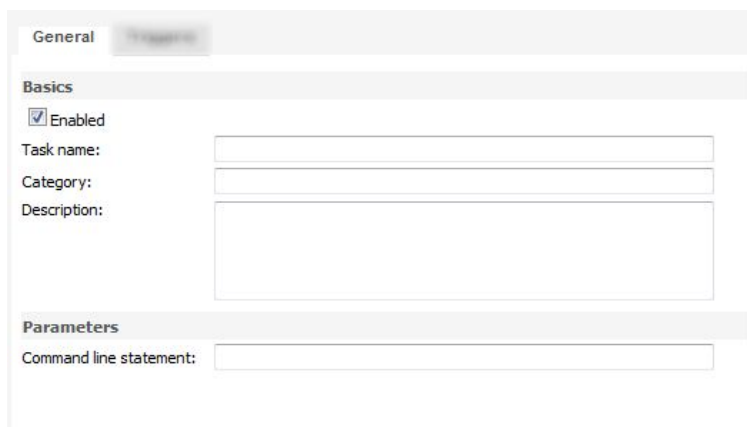 General
Basics
Enabled
Task name:
Category:
Description:
Parameters
Command line statement: